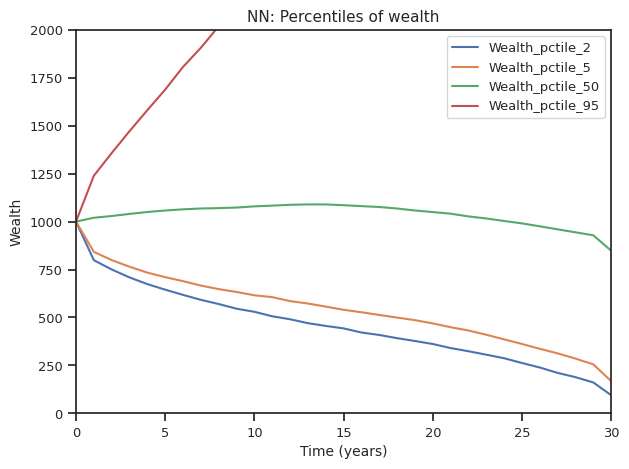 NN: Percentiles of wealth
Wealth_pctile_2
Wealth_pctile_5
Wealth_pctile_50
Wealth_pctile_95
Wealth
2000
1750
1500
1250
1000
750
500
250
0
0 5 10 15 20 25 30
Time (years)